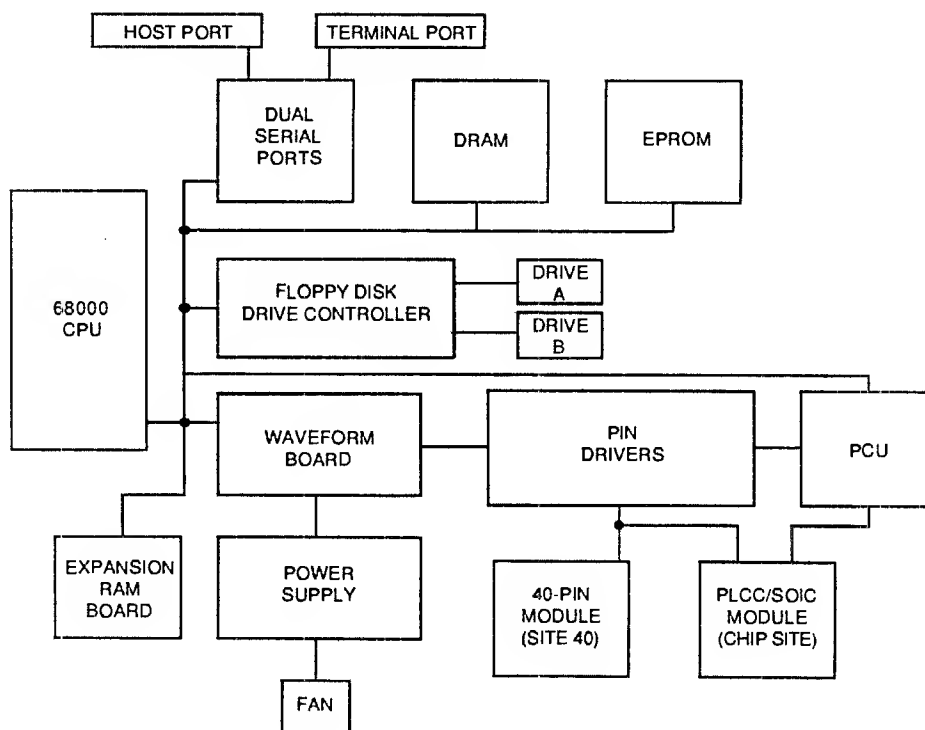 HOST PORT
TERMINAL PORT
DUAL
SERIAL
PORTS
DRAM
EPROM
68000
CPU
FLOPPY DISK
DRIVE CONTROLLER
DRIVE
A
DRIVE
B
WAVEFORM
BOARD
PIN
DRIVERS
PCU
EXPANSION
RAM
BOARD
POWER
SUPPLY
40-PIN
MODULE
(SITE 40)
PLCC/SOIC
MODULE
(CHIP SITE)
FAN